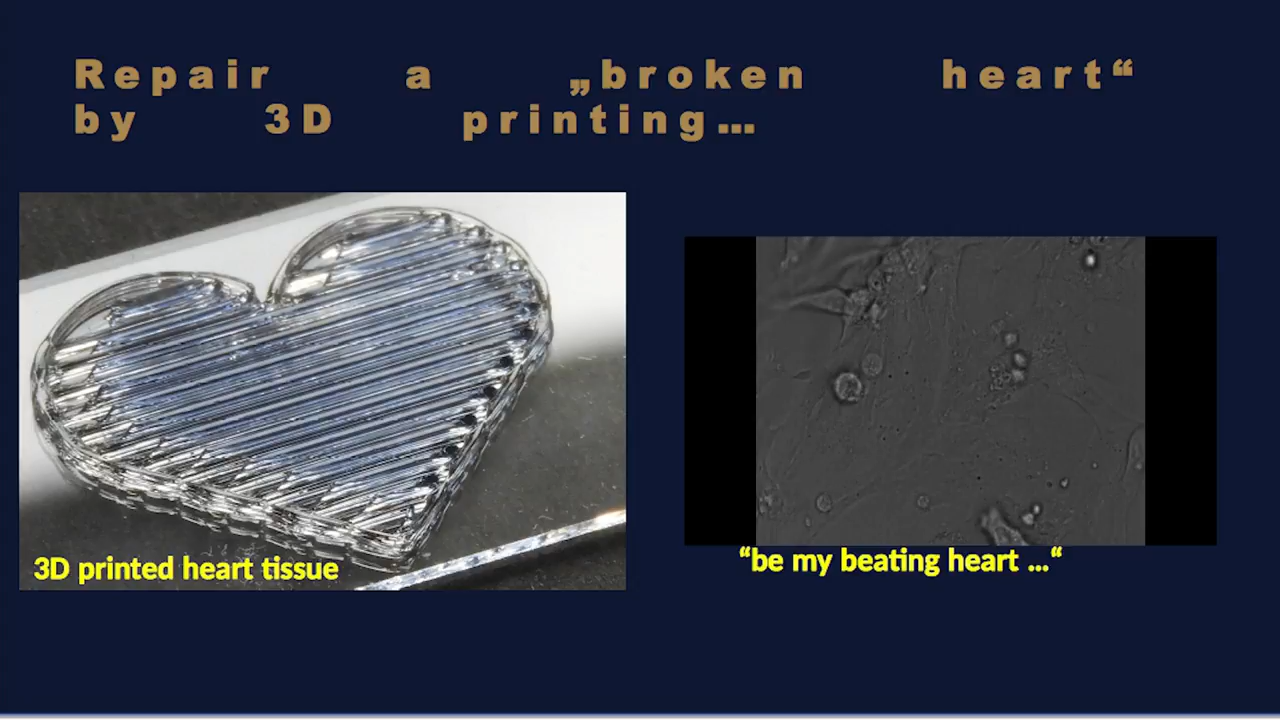 Repair a „broken heart“
by 3D printing…
3D printed heart tissue
“be my beating heart …“